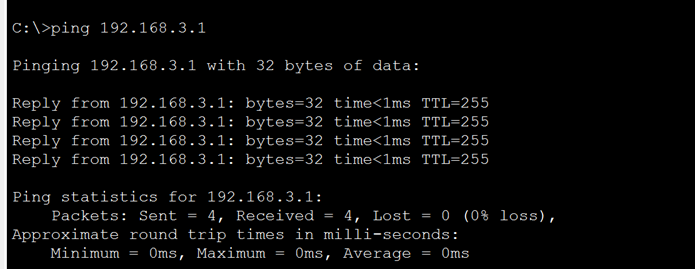 C:\>ping 192.168.3.1
Pinging 192.168.3.1 with 32 bytes of data:
Reply from 192.168.3.1: bytes=32 time<1ms TTL=255
Reply from 192.168.3.1: bytes=32 time<1ms TTL=255
Reply from 192.168.3.1: bytes=32 time<1ms TTL=255
Reply from 192.168.3.1: bytes=32 time<1ms TTL=255
Ping statistics for 192.168.3.1:
Packets: Sent = 4, Received = 4, Lost = 0 (0% loss),
Approximate round trip times in milli-seconds:
Minimum = 0ms, Maximum = 0ms, Average = 0ms